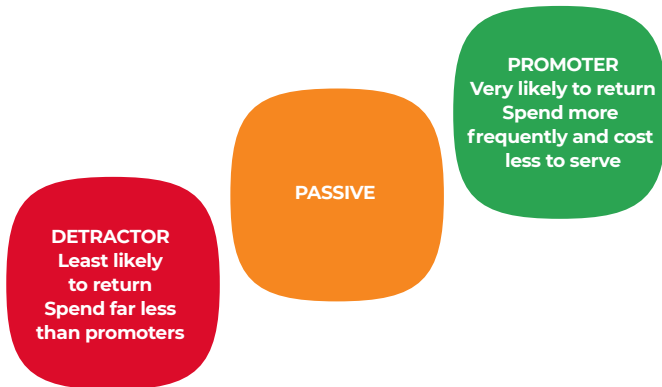 PROMOTER
Very likely to return
Spend more
frequently and cost
less to serve
PASSIVE
DETRACTOR
Least likely
to return
Spend far less
than promoters